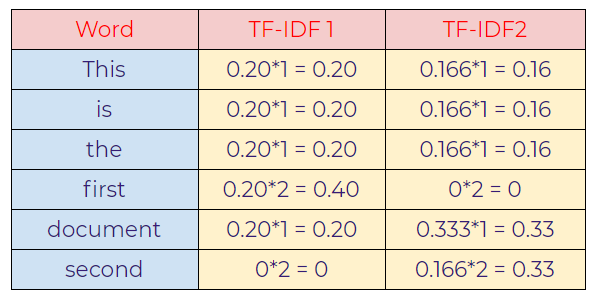 Word TF-IDF 1 TF-IDF2
This 0.20*1 = 0.20 0.166*1 = 0.16
is 0.20*1 = 0.20 0.166*1 = 0.16
the 0.20*1 = 0.20 0.166*1 = 0.16
first 0.20*2 = 0.40 0*2 = 0
document 0.20*1 = 0.20 0.333*1 = 0.33
second 0*2 = 0 0.166*2 = 0.33